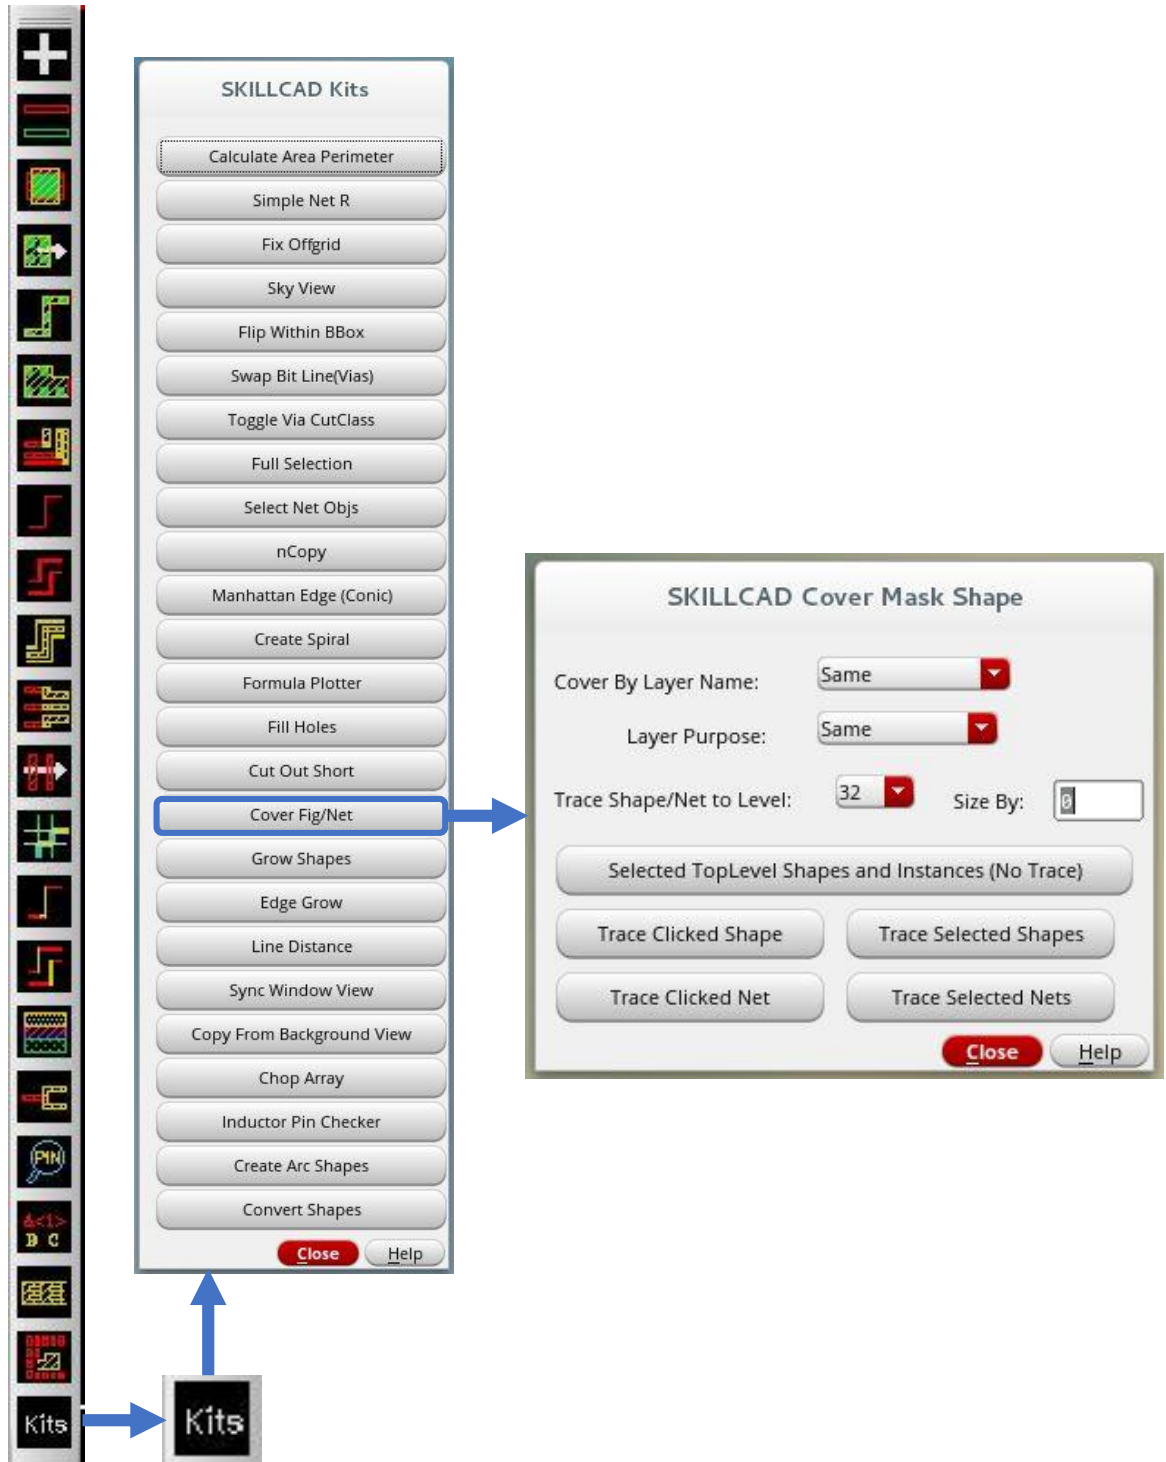 SKILLCAD Kits
Calculate Area Perimeter
Simple Net R
Fix Offgrid
Sky View
Flip Within BBox
Swap Bit Line(Vias)
Toggle Via CutClass
Full Selection
Select Net Objs
nCopy
Manhattan Edge (Conic)
Create Spiral
Formula Plotter
Fill Holes
Cut Out Short
Cover Fig/Net
Grow Shapes
Edge Grow
Line Distance
Sync Window View
Copy From Background View
Chop Array
Inductor Pin Checker
Create Arc Shapes
Convert Shapes
Close Help
SKILLCAD Cover Mask Shape
Cover By Layer Name: Same
Layer Purpose: Same
Trace Shape/Net to Level: 32 Size By: 0
Selected TopLevel Shapes and Instances (No Trace)
Trace Clicked Shape Trace Selected Shapes
Trace Clicked Net Trace Selected Nets
Close Help
PIN
&<1>
B C
Kits
Kits